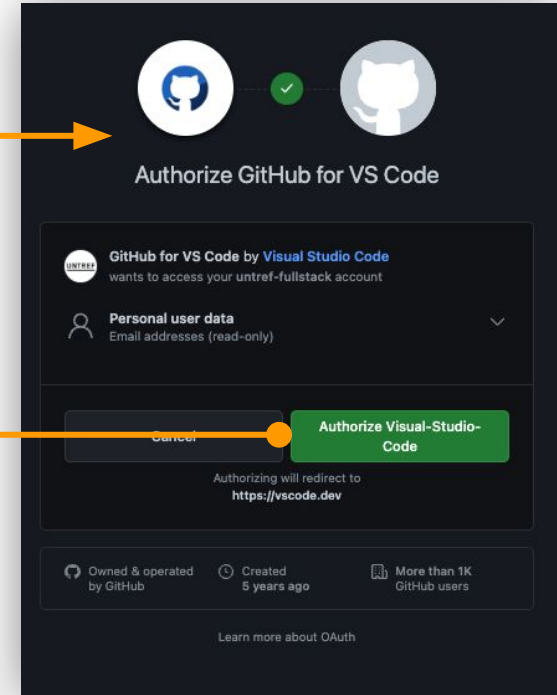 Authorize GitHub for VS Code
UNTREF
GitHub for VS Code by Visual Studio Code
wants to access your untref-fullstack account
Personal user data
Email addresses (read-only)
Cancel
Authorize Visual-Studio-
Code
Authorizing will redirect to
https://vscode.dev
Owned & operated
by GitHub
Created
5 years ago
More than 1K
GitHub users
Learn more about OAuth